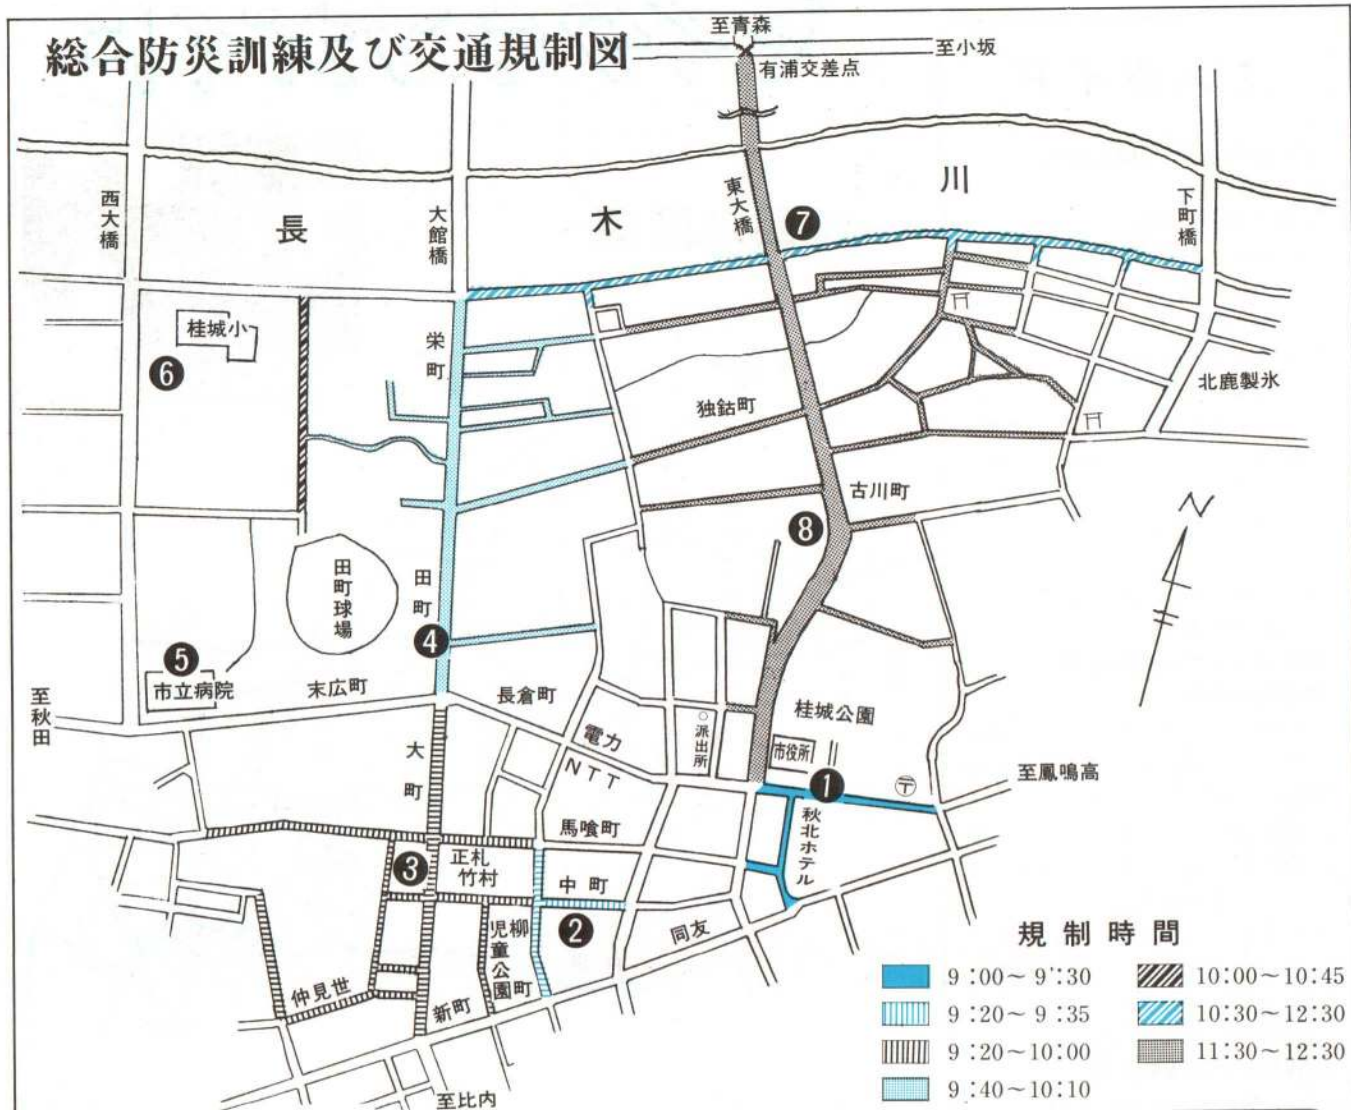 総合防災訓練及び交通規制図
至青森
至小坂
有浦交差点
西大橋
大館橋
東大橋
下町橋
長木川
❼
桂城小
❻
栄町
独鈷町
北鹿製氷
古川町
❽
田町球場
田町
❹
❺
市立病院
末広町
長倉町
桂城公園
至秋田
大町
電力
NTT
派出所
市役所
❶
〒
至鳳鳴高
秋北ホテル
馬喰町
❸
正札竹村
中町
❷
児童公園
柳町
同友
仲見世
新町
至比内
N
規制時間
9:00～9:30
9:20～9:35
9:20～10:00
9:40～10:10
10:00～10:45
10:30～12:30
11:30～12:30